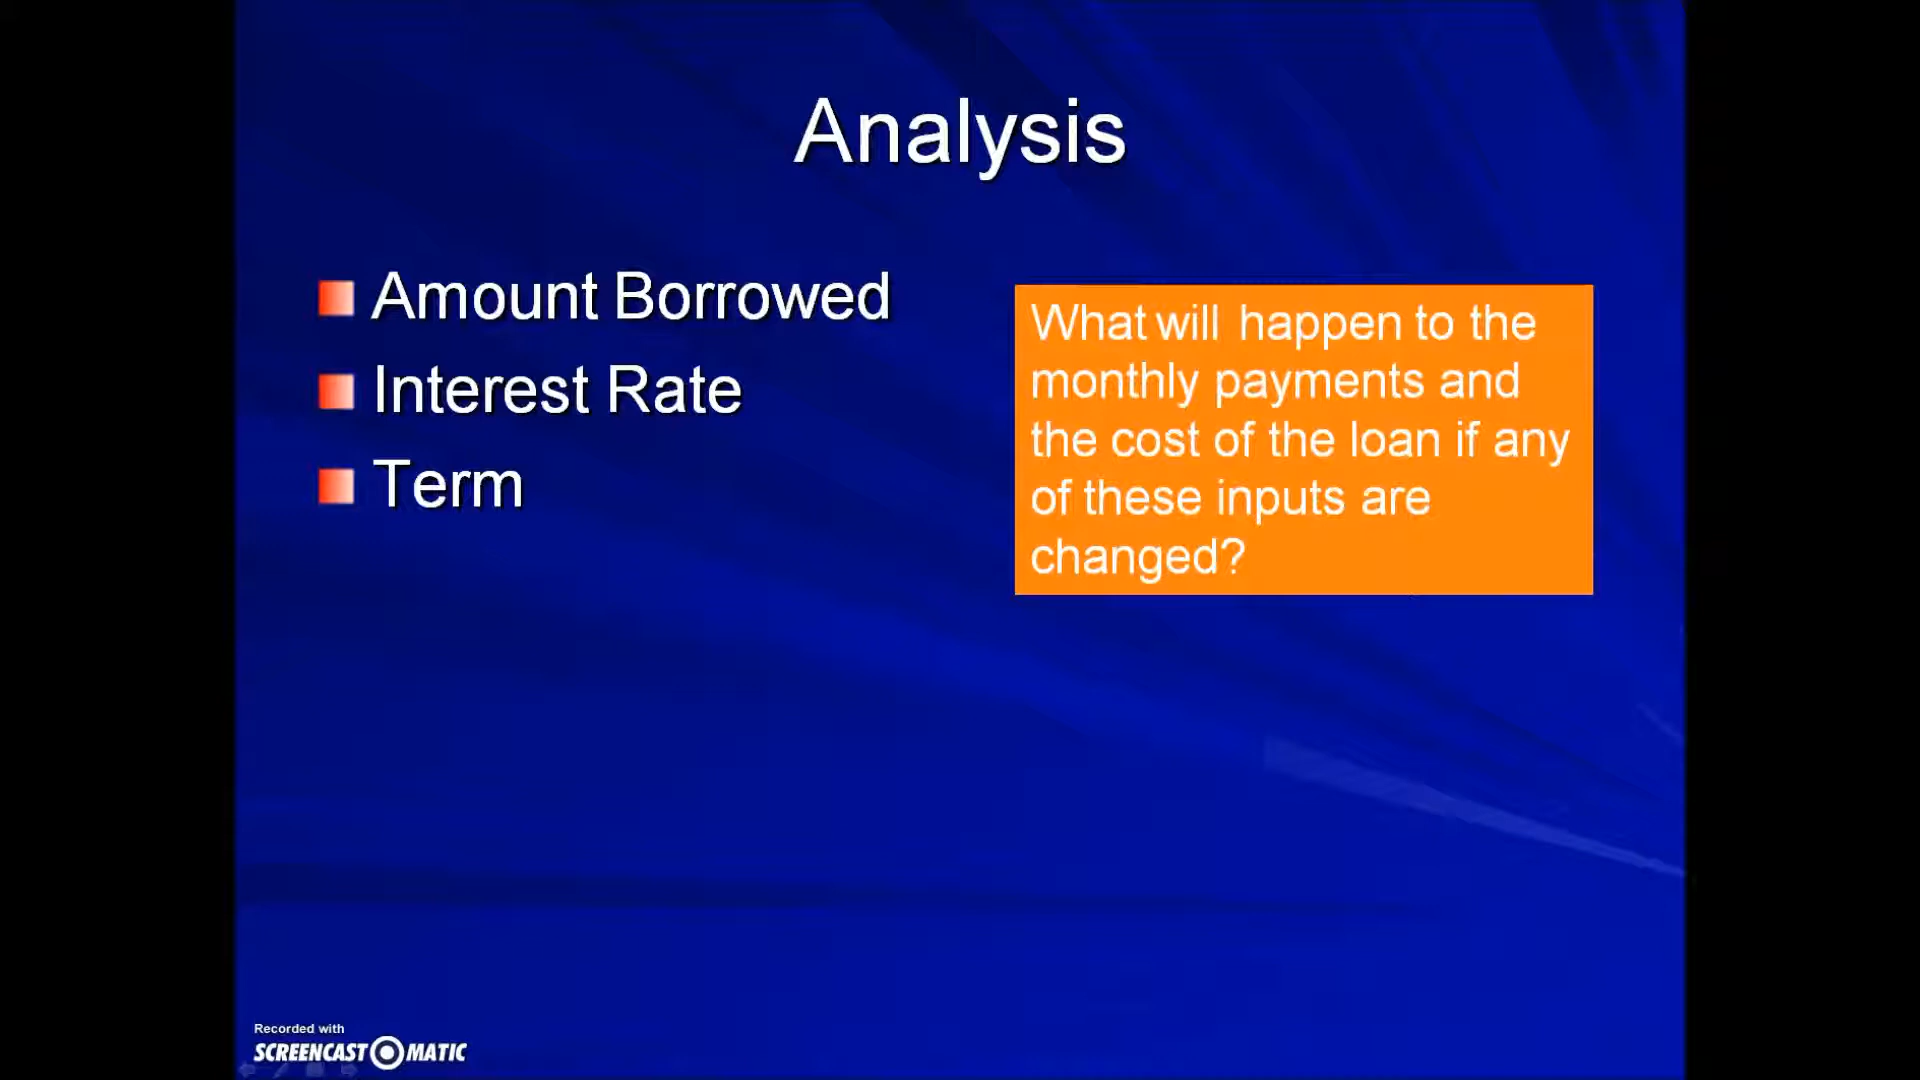 Analysis
Amount Borrowed
Interest Rate
Term
What will happen to the
monthly payments and
the cost of the loan if any
of these inputs are
changed?
Recorded with
SCREENCAST MATIC